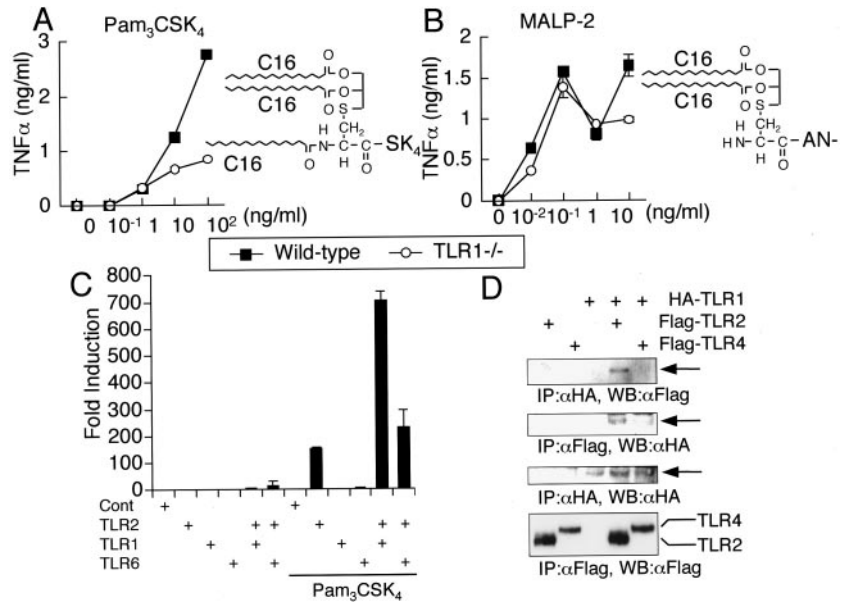 A
Pam₃CSK₄
TNFα (ng/ml)
3
2
1
0
0 10⁻¹ 1 10 10² (ng/ml)
C16
C16
C16
O
O
O
O
S
H CH₂
N-C-C-SK₄
O H O
B
MALP-2
TNFα (ng/ml)
2
1.5
1
0.5
0
0 10⁻² 10⁻¹ 1 10 (ng/ml)
C16
C16
O
O
O
O
S
H CH₂
HN-C-C-AN-
H O
Wild-type TLR1-/-
C
Fold Induction
800
700
600
500
400
300
200
100
0
Cont + +
TLR2 + + + + + +
TLR1 + + + +
TLR6 + + + +
Pam₃CSK₄
D
+ + + HA-TLR1
+ + Flag-TLR2
+ + Flag-TLR4
IP:αHA, WB:αFlag
IP:αFlag, WB:αHA
IP:αHA, WB:αHA
TLR4
TLR2
IP:αFlag, WB:αFlag